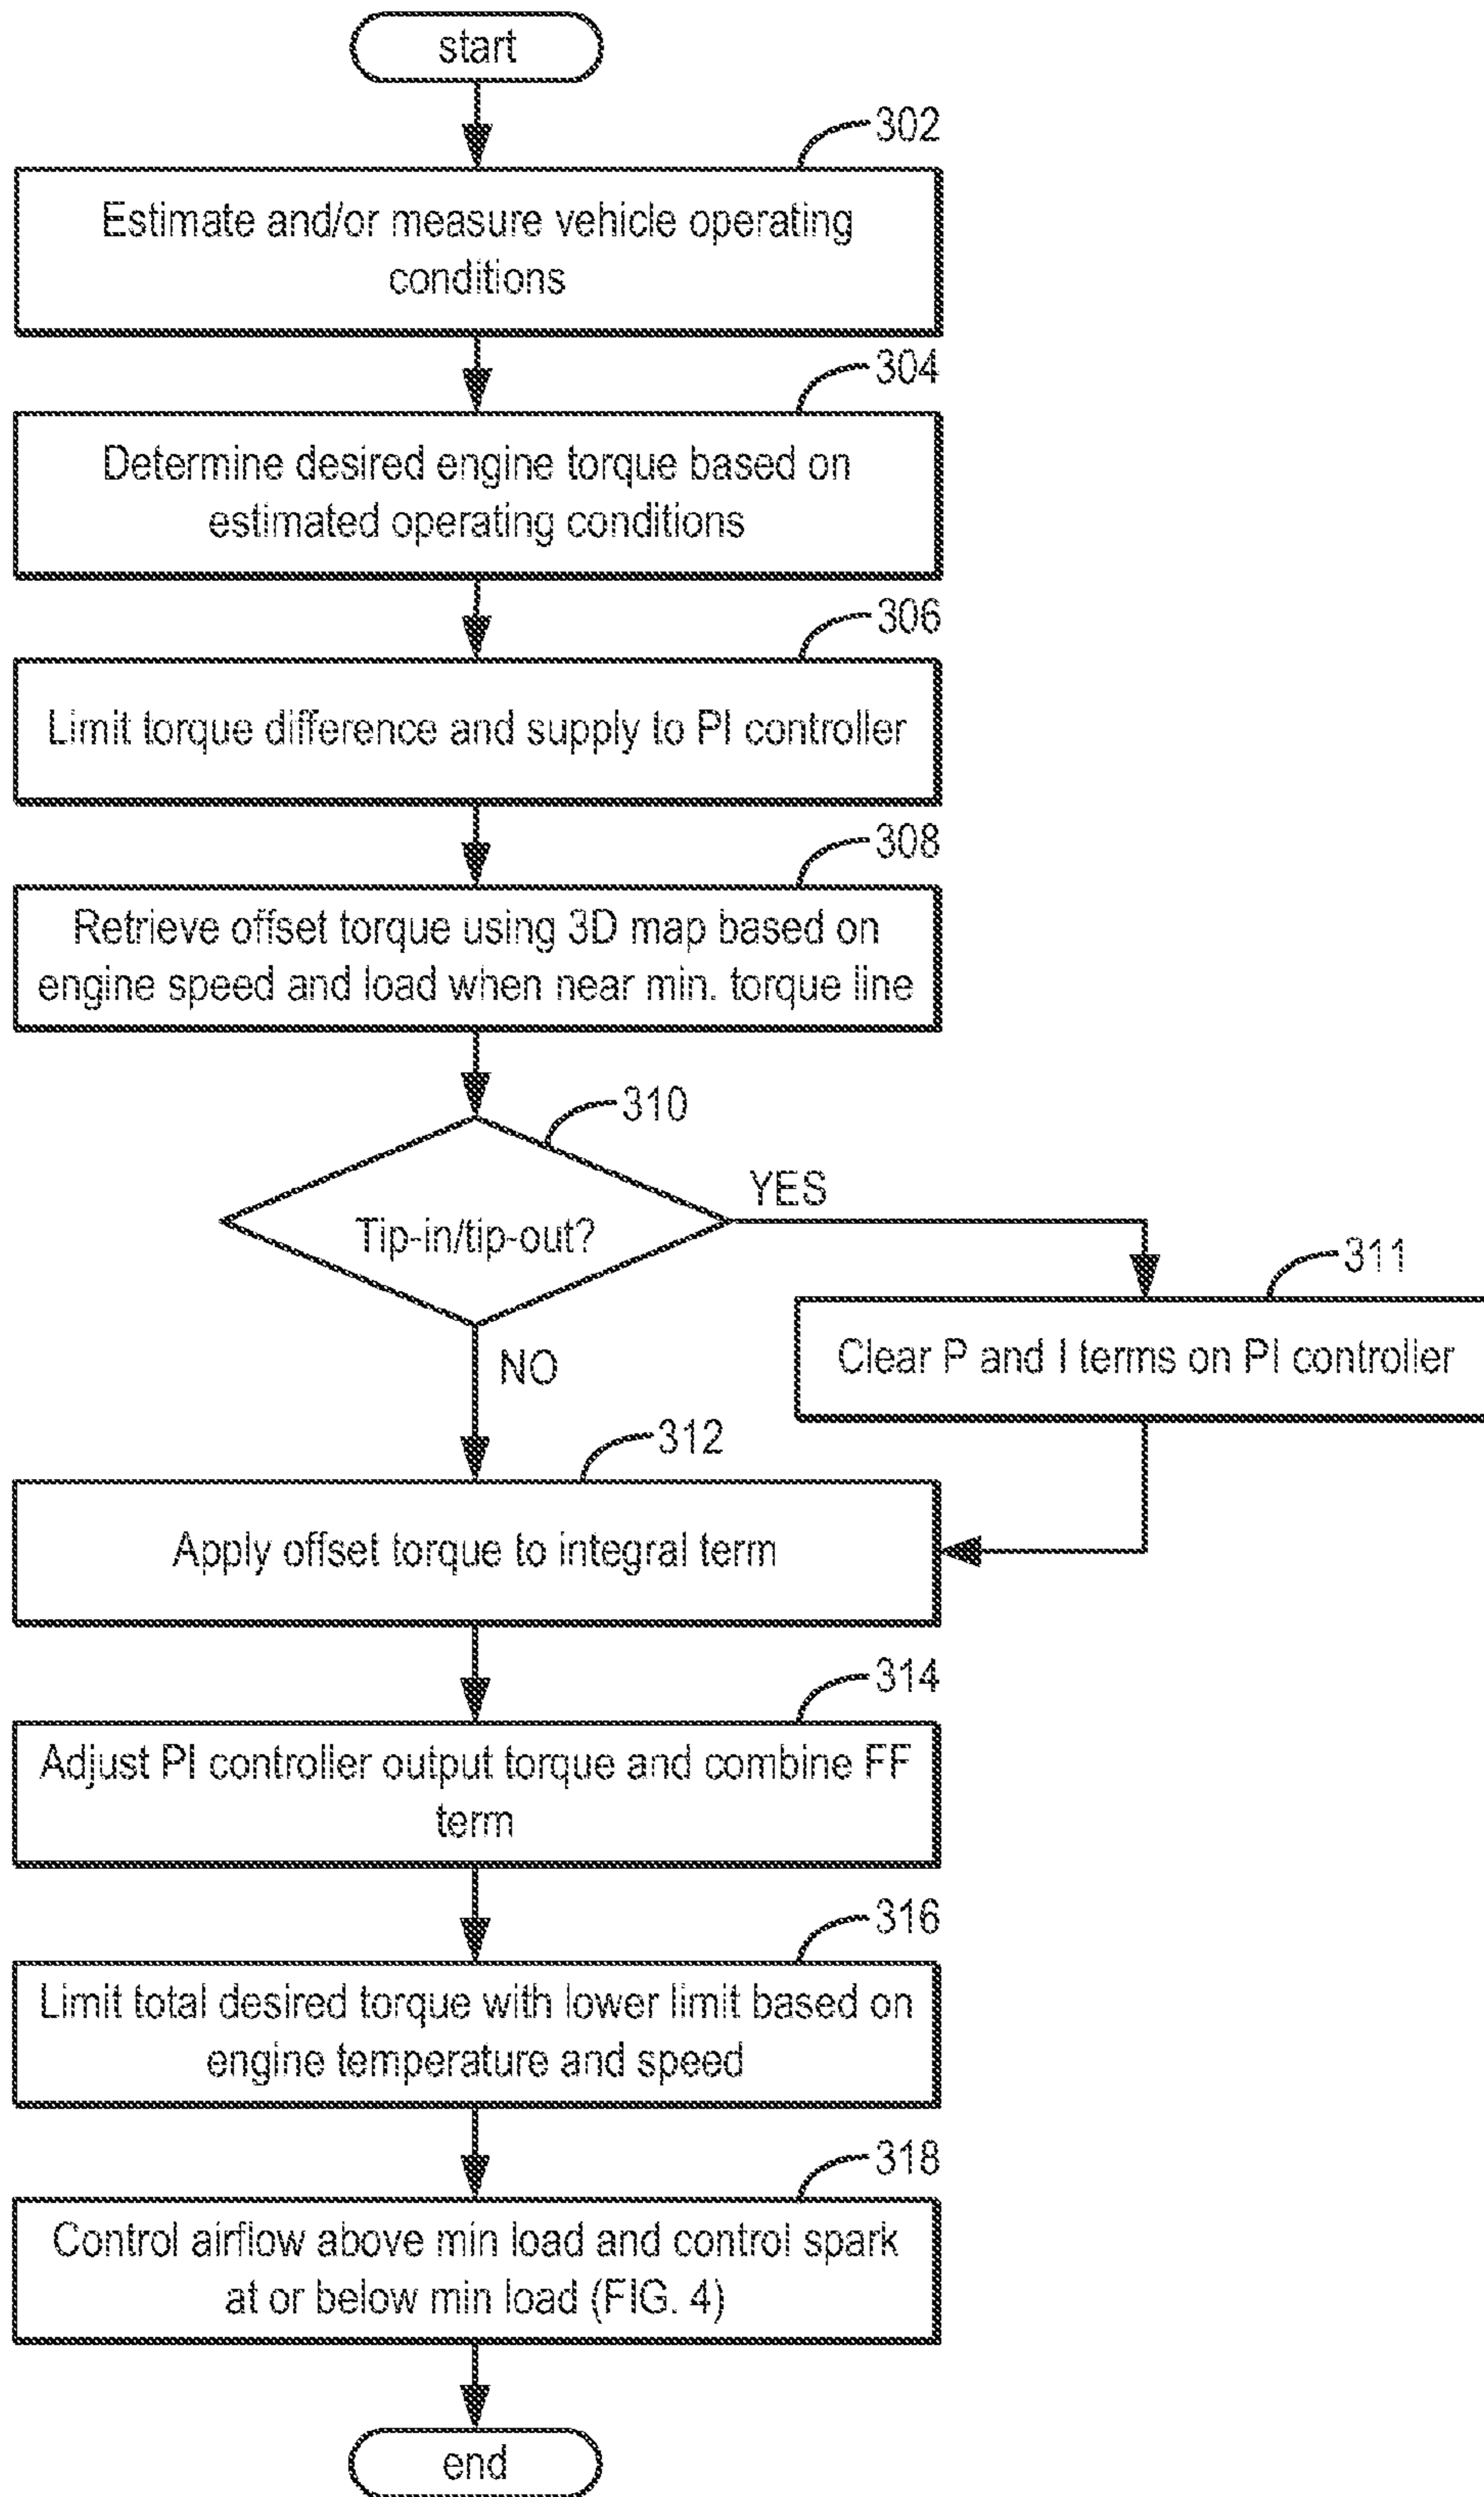 start
302
Estimate and/or measure vehicle operating
conditions
304
Determine desired engine torque based on
estimated operating conditions
306
Limit torque difference and supply to PI controller
308
Retrieve offset torque using 3D map based on
engine speed and load when near min. torque line
310
Tip-in/tip-out?
YES
311
Clear P and I terms on PI controller
NO
312
Apply offset torque to integral term
314
Adjust PI controller output torque and combine FF
term
316
Limit total desired torque with lower limit based on
engine temperature and speed
318
Control airflow above min load and control spark
at or below min load (FIG. 4)
end